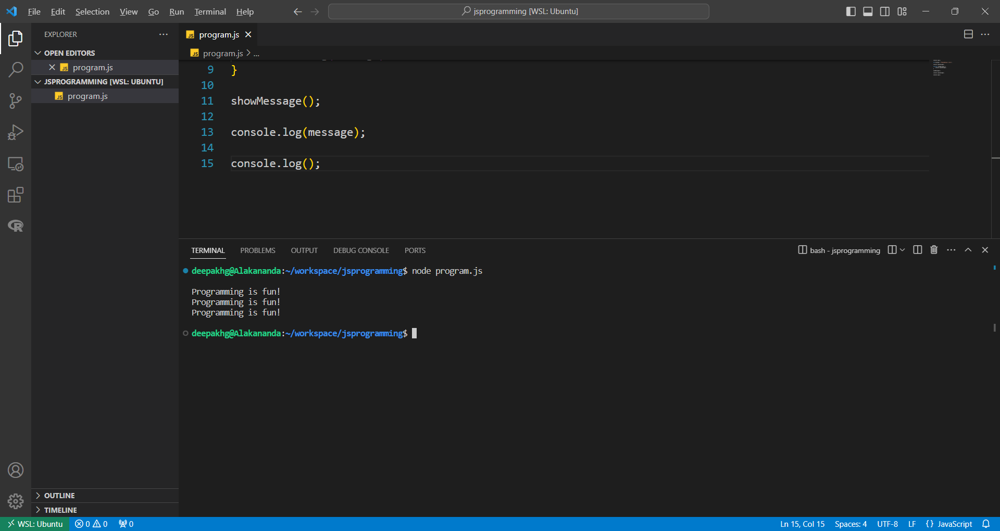 File Edit Selection View Go Run Terminal Help
jsprogramming [WSL: Ubuntu]
EXPLORER
OPEN EDITORS
JS program.js
JSPROGRAMMING [WSL: UBUNTU]
JS program.js
OUTLINE
TIMELINE
JS program.js
JS program.js > ...
9 }
10
11 showMessage();
12
13 console.log(message);
14
15 console.log();
TERMINAL PROBLEMS OUTPUT DEBUG CONSOLE PORTS
bash - jsprogramming
deepakhg@Alakananda:~/workspace/jsprogramming$ node program.js
Programming is fun!
Programming is fun!
Programming is fun!
deepakhg@Alakananda:~/workspace/jsprogramming$
WSL: Ubuntu 0 0 0 Ln 15, Col 15 Spaces: 4 UTF-8 LF {} JavaScript